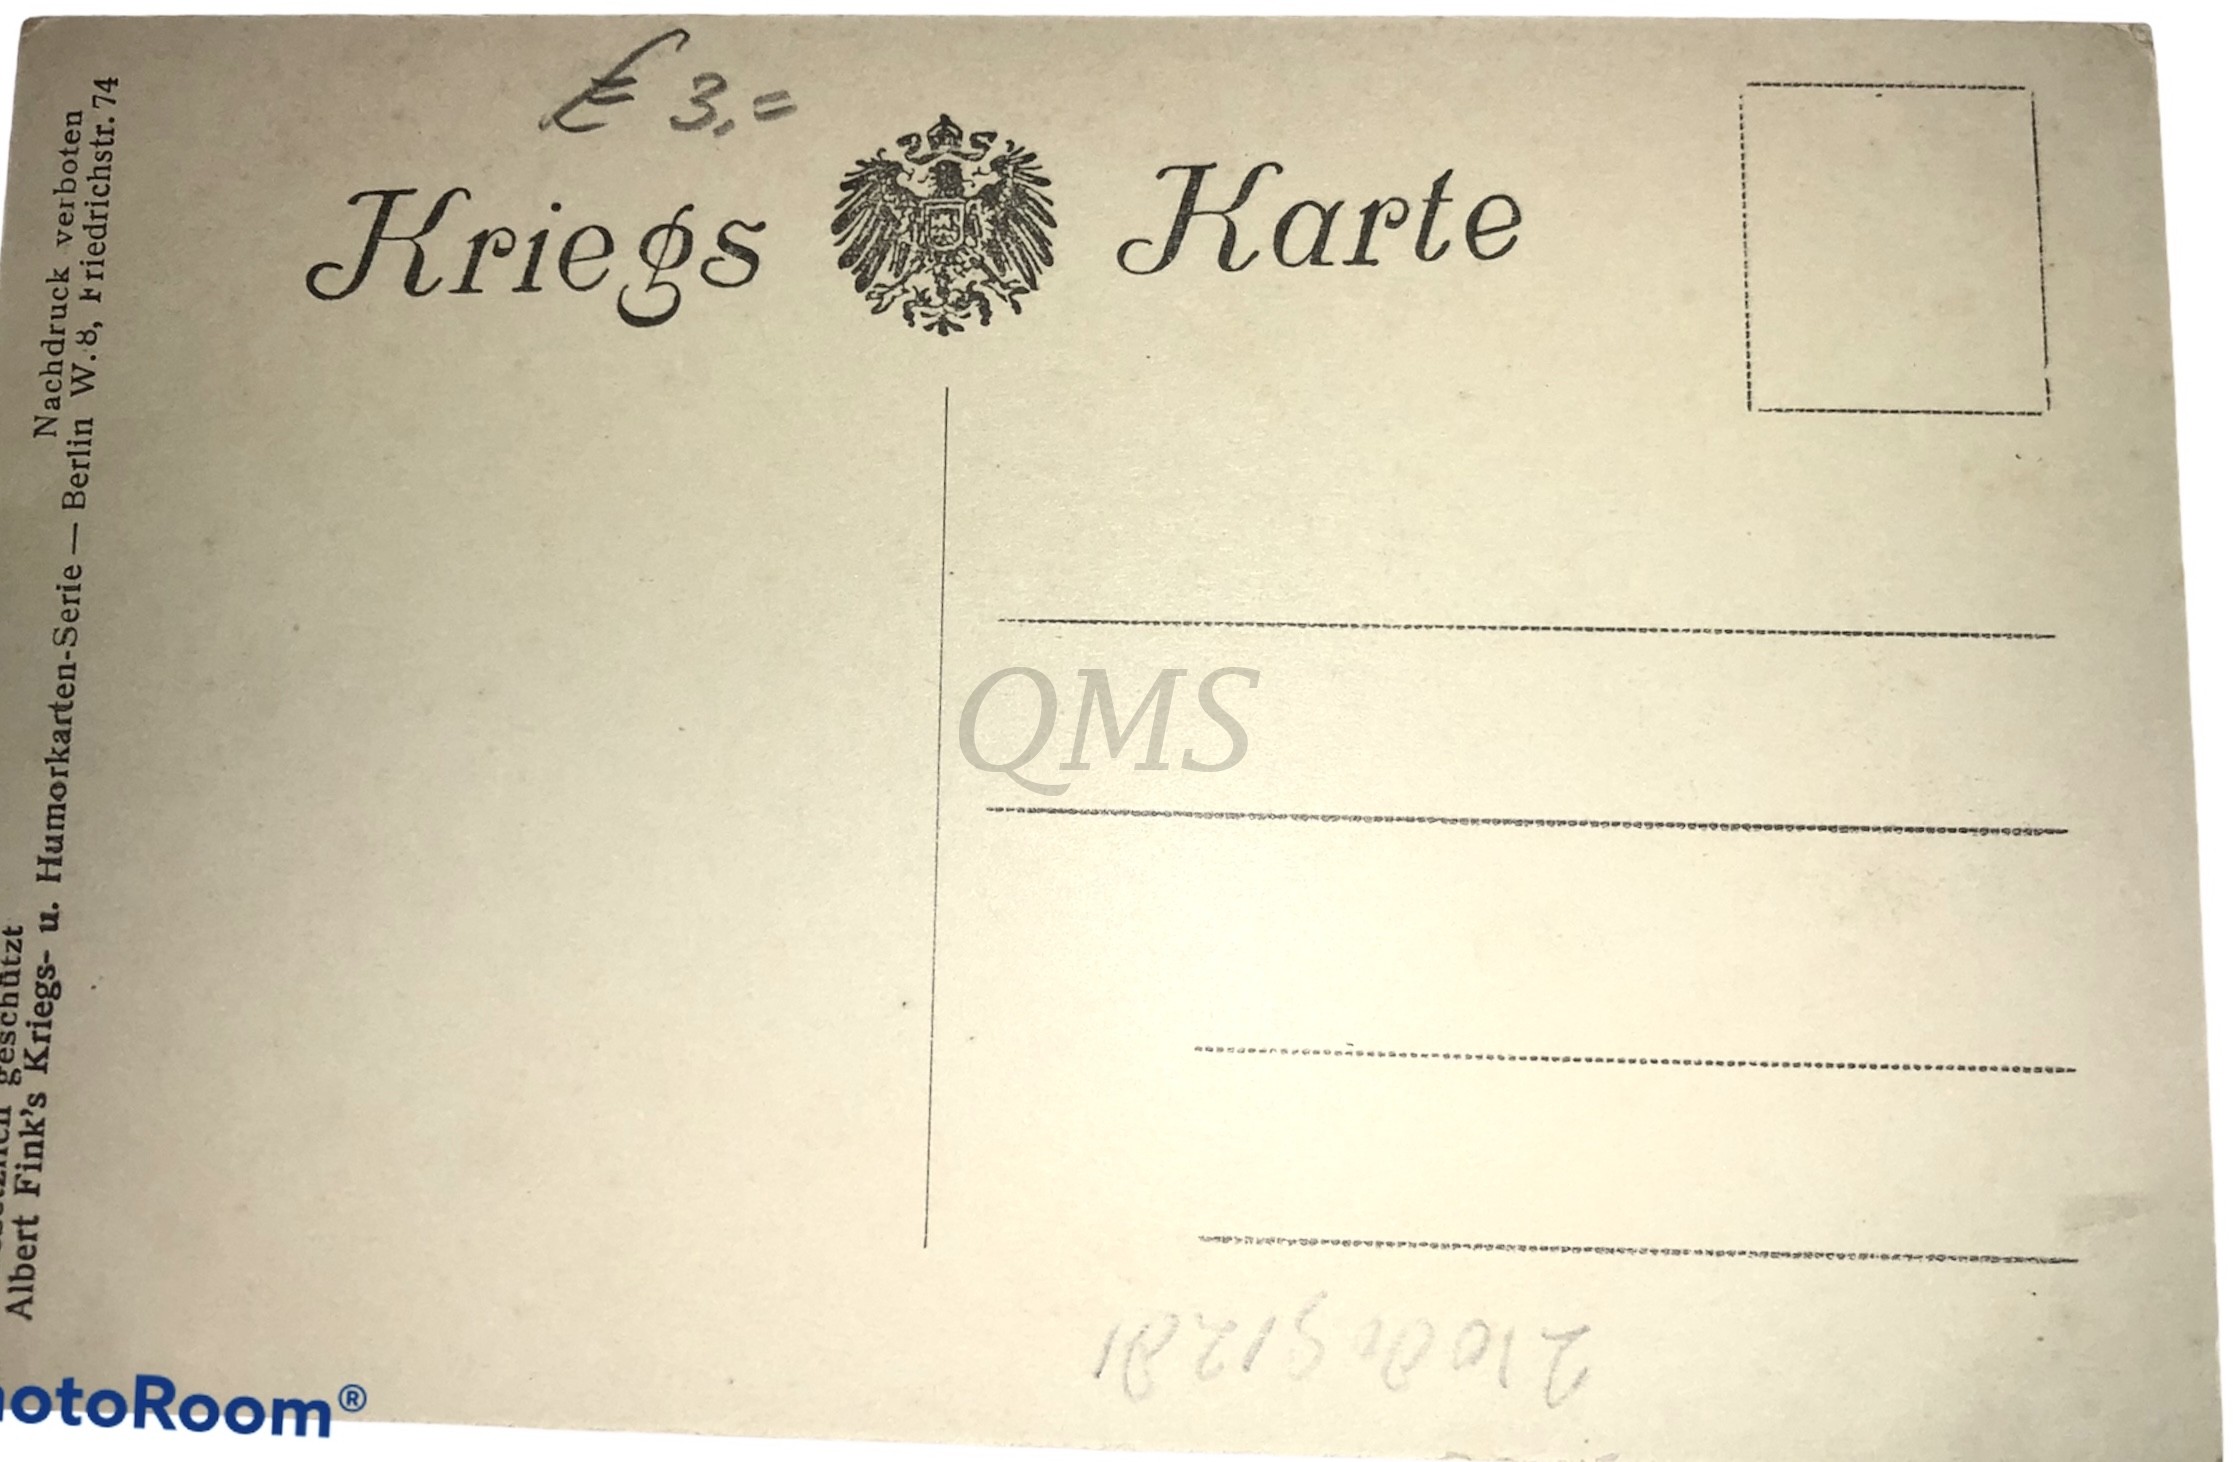 € 3.=
Kriegs Karte
Nachdruck verboten
geschützt
Albert Fink's Kriegs- u. Humorkarten-Serie — Berlin W. 8, Friedrichstr. 74
QMS
otoRoom®